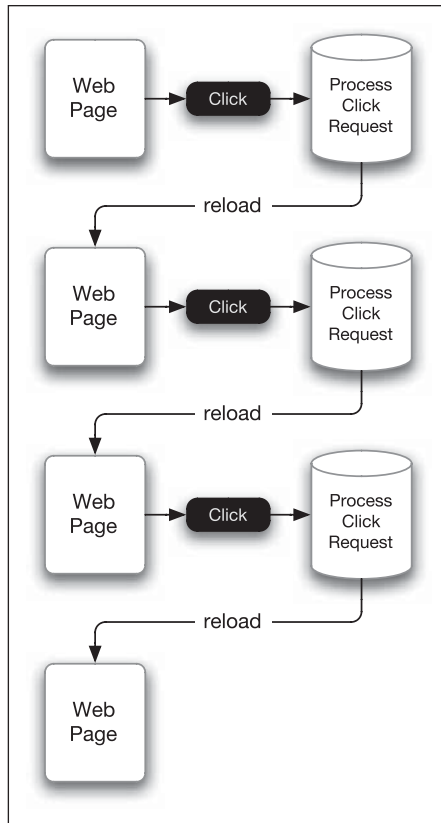 Web
Page
Click
Process
Click
Request
reload
Web
Page
Click
Process
Click
Request
reload
Web
Page
Click
Process
Click
Request
reload
Web
Page